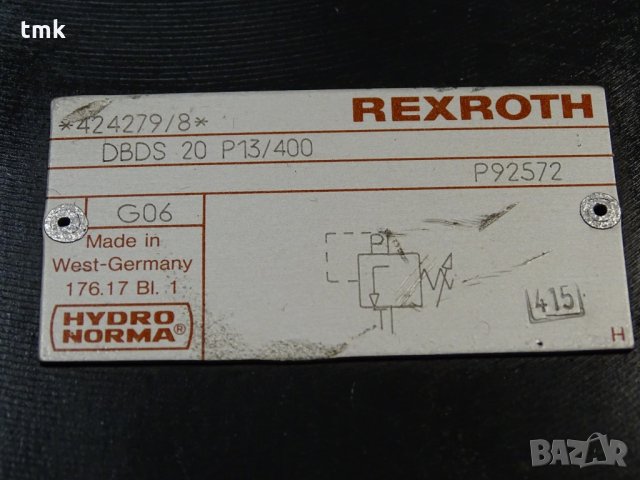 tmk
*424279/8*
REXROTH
DBDS 20 P13/400
P92572
G06
Made in
West-Germany
176.17 Bl. 1
HYDRO
NORMA®
P
T
415
H
BAZAR